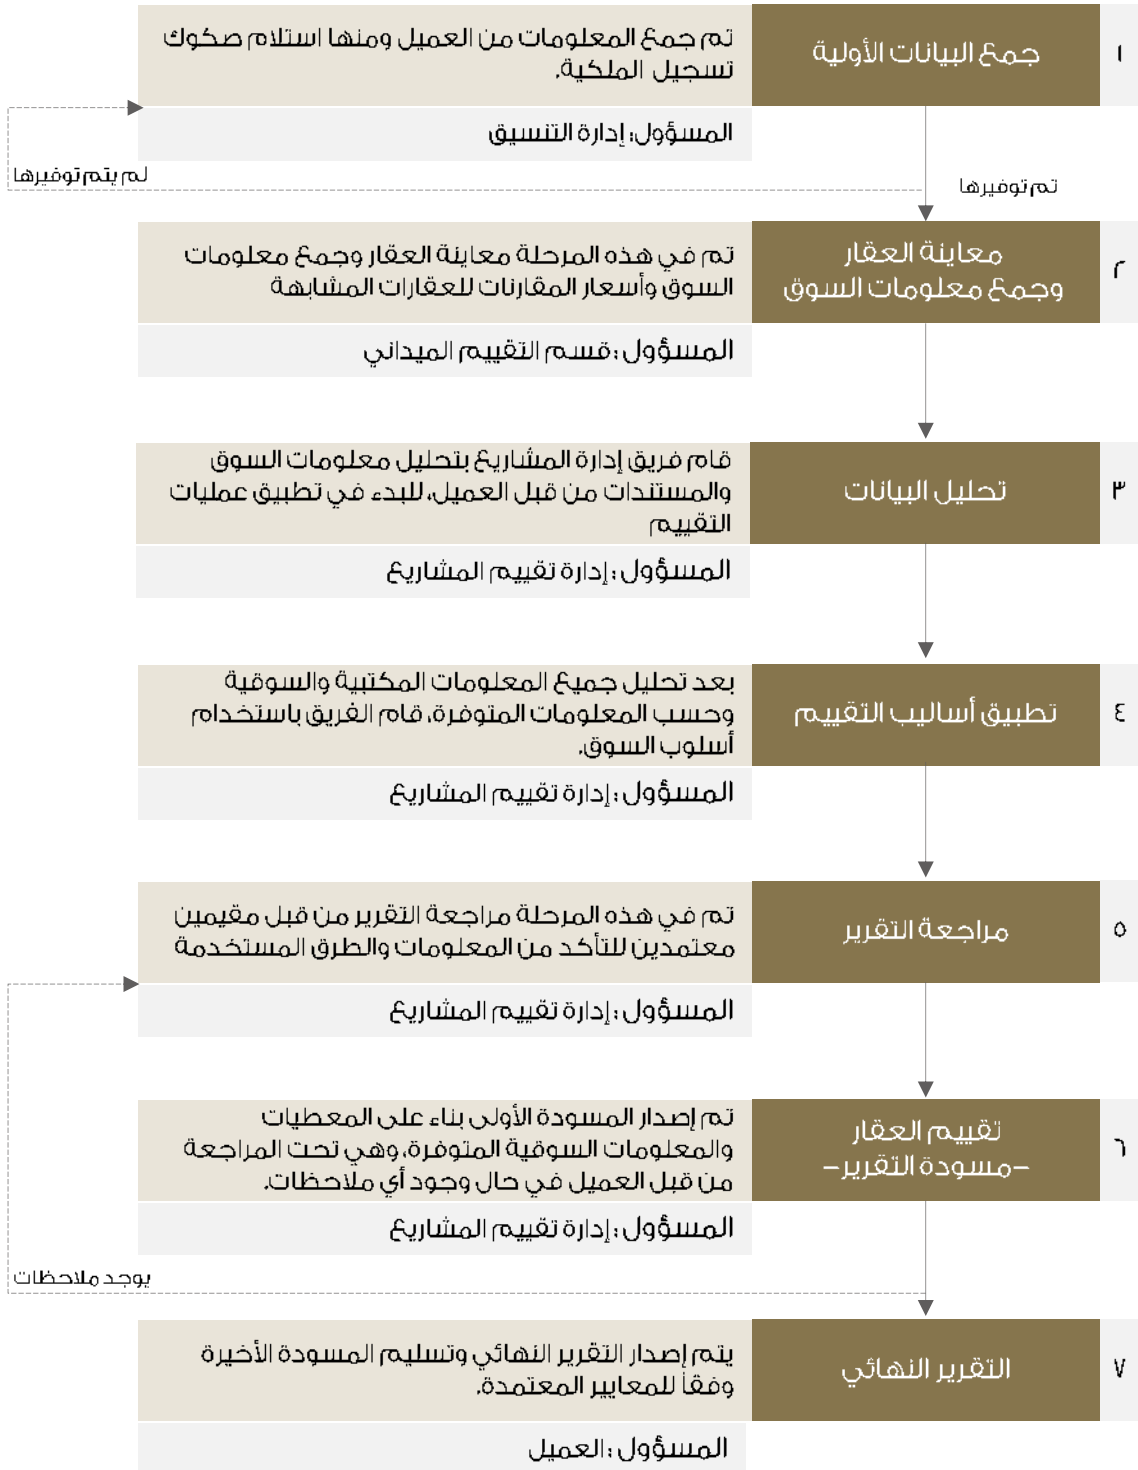 ١
جمع البيانات الأولية
تم جمع المعلومات من العميل ومنها استلام صكوك
تسجيل الملكية.
المسؤول: إدارة التنسيق
لم يتم توفيرها
تم توفيرها
٢
معاينة العقار
وجمع معلومات السوق
تم في هذه المرحلة معاينة العقار وجمع معلومات
السوق وأسعار المقارنات للعقارات المشابهة
المسؤول :قسم التقييم الميداني
٣
تحليل البيانات
قام فريق إدارة المشاريع بتحليل معلومات السوق
والمستندات من قبل العميل، للبدء في تطبيق عمليات
التقييم
المسؤول :إدارة تقييم المشاريع
٤
تطبيق أساليب التقييم
بعد تحليل جميع المعلومات المكتبية والسوقية
وحسب المعلومات المتوفرة، قام الفريق باستخدام
أسلوب السوق.
المسؤول :إدارة تقييم المشاريع
٥
مراجعة التقرير
تم في هذه المرحلة مراجعة التقرير من قبل مقيمين
معتمدين للتأكد من المعلومات والطرق المستخدمة
المسؤول :إدارة تقييم المشاريع
٦
تقييم العقار
-مسودة التقرير-
تم إصدار المسودة الأولى بناء على المعطيات
والمعلومات السوقية المتوفرة، وهي تحت المراجعة
من قبل العميل في حال وجود أي ملاحظات.
المسؤول :إدارة تقييم المشاريع
يوجد ملاحظات
٧
التقرير النهائي
يتم إصدار التقرير النهائي وتسليم المسودة الأخيرة
وفقاً للمعايير المعتمدة.
المسؤول :العميل